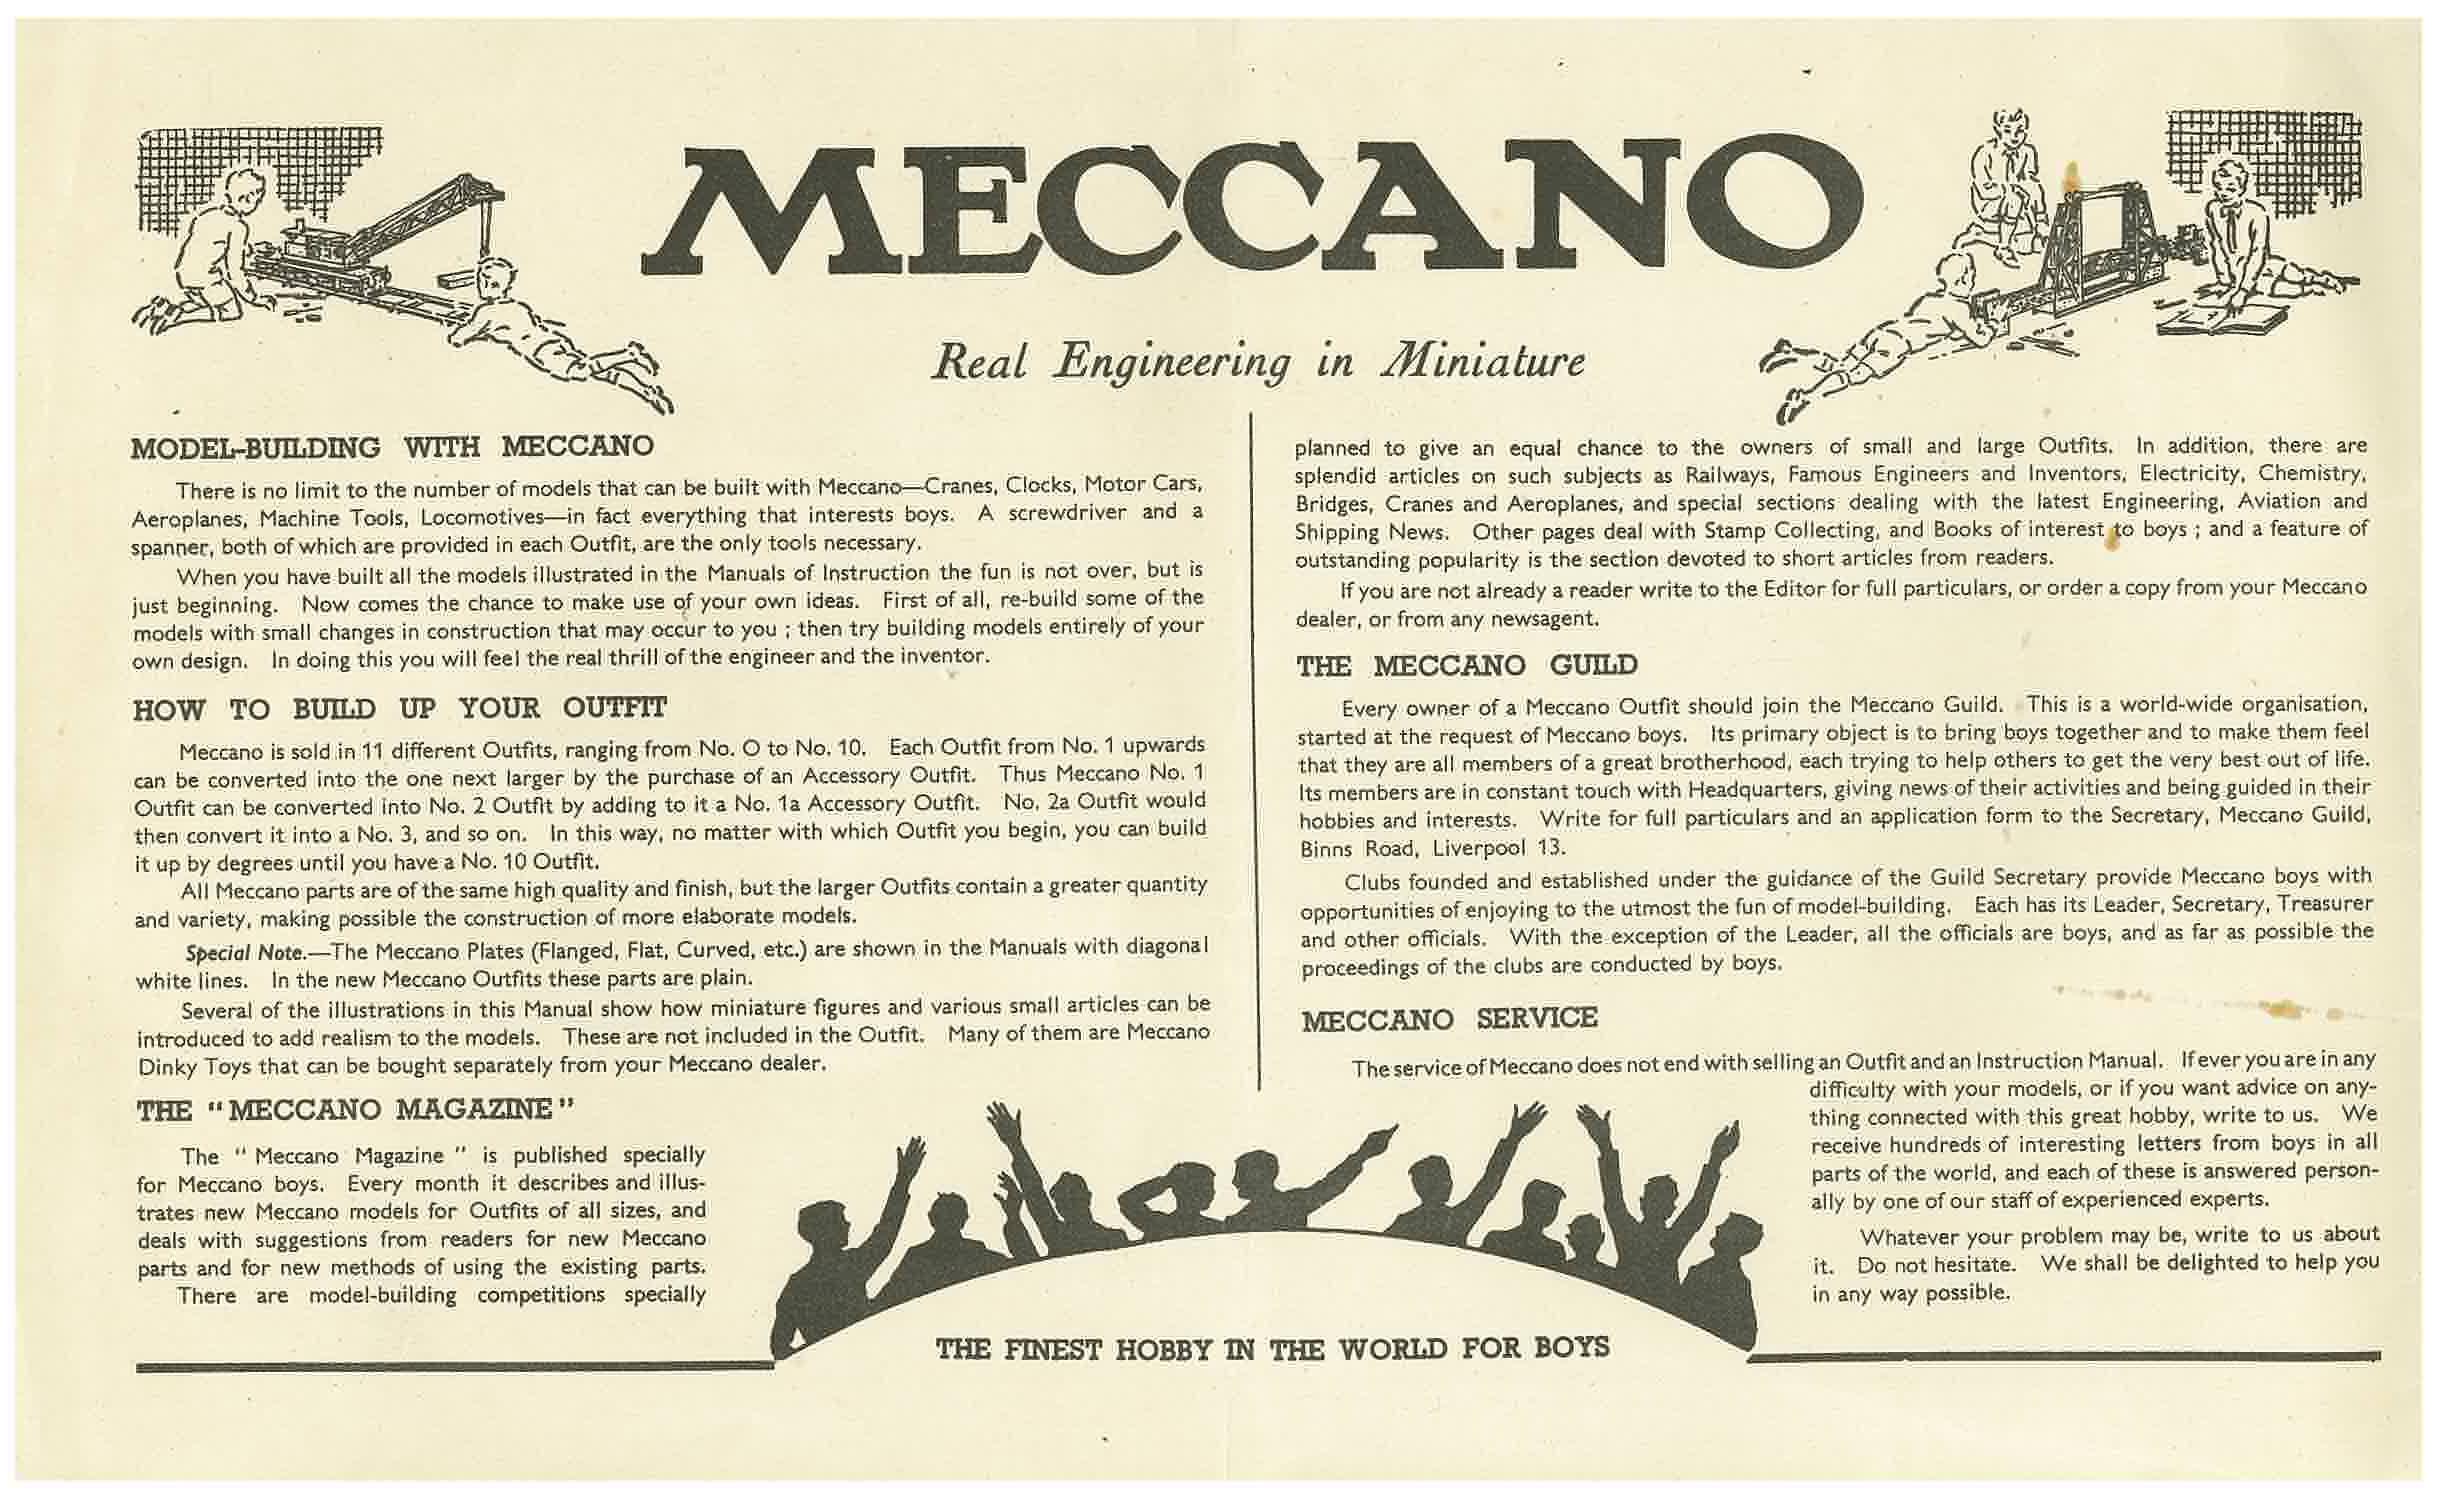 MECCANO
Real Engineering in Miniature
MODEL-BUILDING WITH MECCANO
There is no limit to the number of models that can be built with Meccano—Cranes, Clocks, Motor Cars,
Aeroplanes, Machine Tools, Locomotives—in fact everything that interests boys. A screwdriver and a
spanner, both of which are provided in each Outfit, are the only tools necessary.
When you have built all the models illustrated in the Manuals of Instruction the fun is not over, but is
just beginning. Now comes the chance to make use of your own ideas. First of all, re-build some of the
models with small changes in construction that may occur to you ; then try building models entirely of your
own design. In doing this you will feel the real thrill of the engineer and the inventor.
HOW TO BUILD UP YOUR OUTFIT
Meccano is sold in 11 different Outfits, ranging from No. O to No. 10. Each Outfit from No. 1 upwards
can be converted into the one next larger by the purchase of an Accessory Outfit. Thus Meccano No. 1
Outfit can be converted into No. 2 Outfit by adding to it a No. 1a Accessory Outfit. No. 2a Outfit would
then convert it into a No. 3, and so on. In this way, no matter with which Outfit you begin, you can build
it up by degrees until you have a No. 10 Outfit.
All Meccano parts are of the same high quality and finish, but the larger Outfits contain a greater quantity
and variety, making possible the construction of more elaborate models.
Special Note.—The Meccano Plates (Flanged, Flat, Curved, etc.) are shown in the Manuals with diagonal
white lines. In the new Meccano Outfits these parts are plain.
Several of the illustrations in this Manual show how miniature figures and various small articles can be
introduced to add realism to the models. These are not included in the Outfit. Many of them are Meccano
Dinky Toys that can be bought separately from your Meccano dealer.
THE "MECCANO MAGAZINE"
The " Meccano Magazine " is published specially
for Meccano boys. Every month it describes and illus-
trates new Meccano models for Outfits of all sizes, and
deals with suggestions from readers for new Meccano
parts and for new methods of using the existing parts.
There are model-building competitions specially
planned to give an equal chance to the owners of small and large Outfits. In addition, there are
splendid articles on such subjects as Railways, Famous Engineers and Inventors, Electricity, Chemistry,
Bridges, Cranes and Aeroplanes, and special sections dealing with the latest Engineering, Aviation and
Shipping News. Other pages deal with Stamp Collecting, and Books of interest to boys ; and a feature of
outstanding popularity is the section devoted to short articles from readers.
If you are not already a reader write to the Editor for full particulars, or order a copy from your Meccano
dealer, or from any newsagent.
THE MECCANO GUILD
Every owner of a Meccano Outfit should join the Meccano Guild. This is a world-wide organisation,
started at the request of Meccano boys. Its primary object is to bring boys together and to make them feel
that they are all members of a great brotherhood, each trying to help others to get the very best out of life.
Its members are in constant touch with Headquarters, giving news of their activities and being guided in their
hobbies and interests. Write for full particulars and an application form to the Secretary, Meccano Guild,
Binns Road, Liverpool 13.
Clubs founded and established under the guidance of the Guild Secretary provide Meccano boys with
opportunities of enjoying to the utmost the fun of model-building. Each has its Leader, Secretary, Treasurer
and other officials. With the exception of the Leader, all the officials are boys, and as far as possible the
proceedings of the clubs are conducted by boys.
MECCANO SERVICE
The service of Meccano does not end with selling an Outfit and an Instruction Manual. If ever you are in any
difficulty with your models, or if you want advice on any-
thing connected with this great hobby, write to us. We
receive hundreds of interesting letters from boys in all
parts of the world, and each of these is answered person-
ally by one of our staff of experienced experts.
Whatever your problem may be, write to us about
it. Do not hesitate. We shall be delighted to help you
in any way possible.
THE FINEST HOBBY IN THE WORLD FOR BOYS